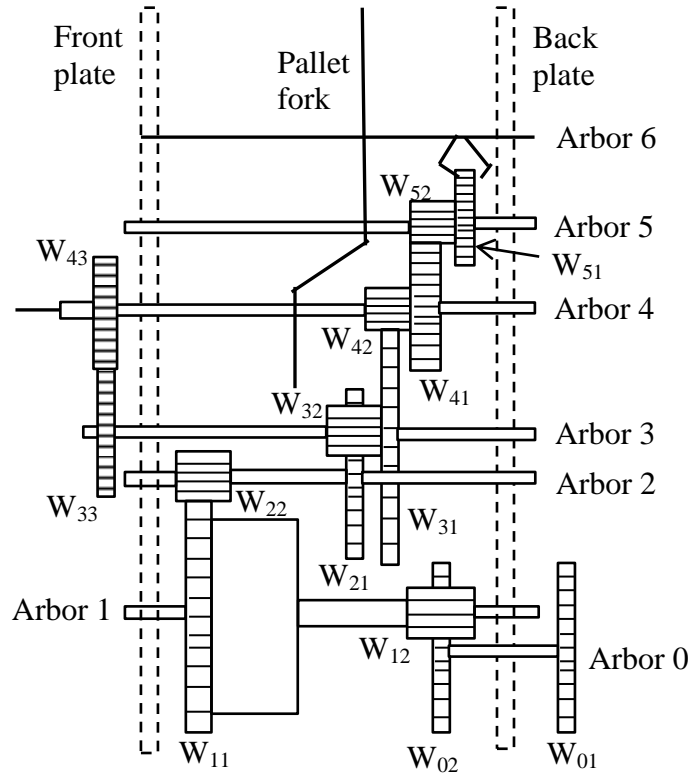 Front
plate
Pallet
fork
Back
plate
Arbor 6
W₅₂
Arbor 5
W₄₃
W₅₁
Arbor 4
W₄₂
W₃₂
W₄₁
Arbor 3
W₃₃
W₂₂
Arbor 2
W₃₁
W₂₁
Arbor 1
W₁₂
Arbor 0
W₁₁
W₀₂
W₀₁